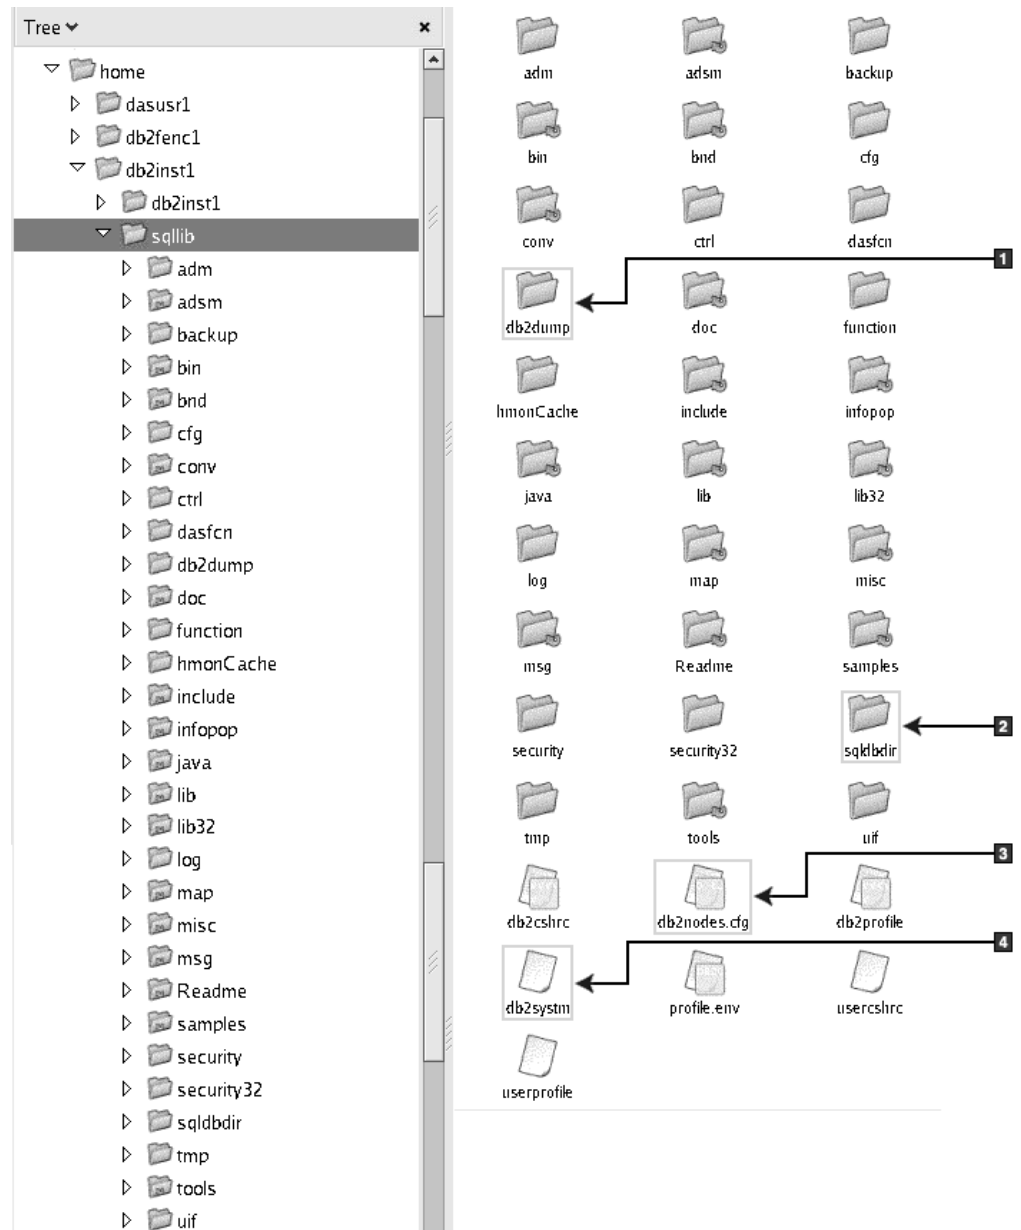 Tree
home
dasusr1
db2fenc1
db2inst1
db2inst1
sqllib
adm
adsm
backup
bin
bnd
cfg
conv
ctrl
dasfcn
db2dump
doc
function
hmonCache
include
infopop
java
lib
lib32
log
map
misc
msg
Readme
samples
security
security32
sqldbdir
tmp
tools
uif
adm adsm backup
bin bnd cfg
conv ctrl dasfcn
1
db2dump doc function
hmonCache include infopop
java lib lib32
log map misc
msg Readme samples
2
security security32 sqldbdir
tmp tools uif
3
db2cshrc db2nodes.cfg db2profile
4
db2systm profile.env usercshrc
userprofile